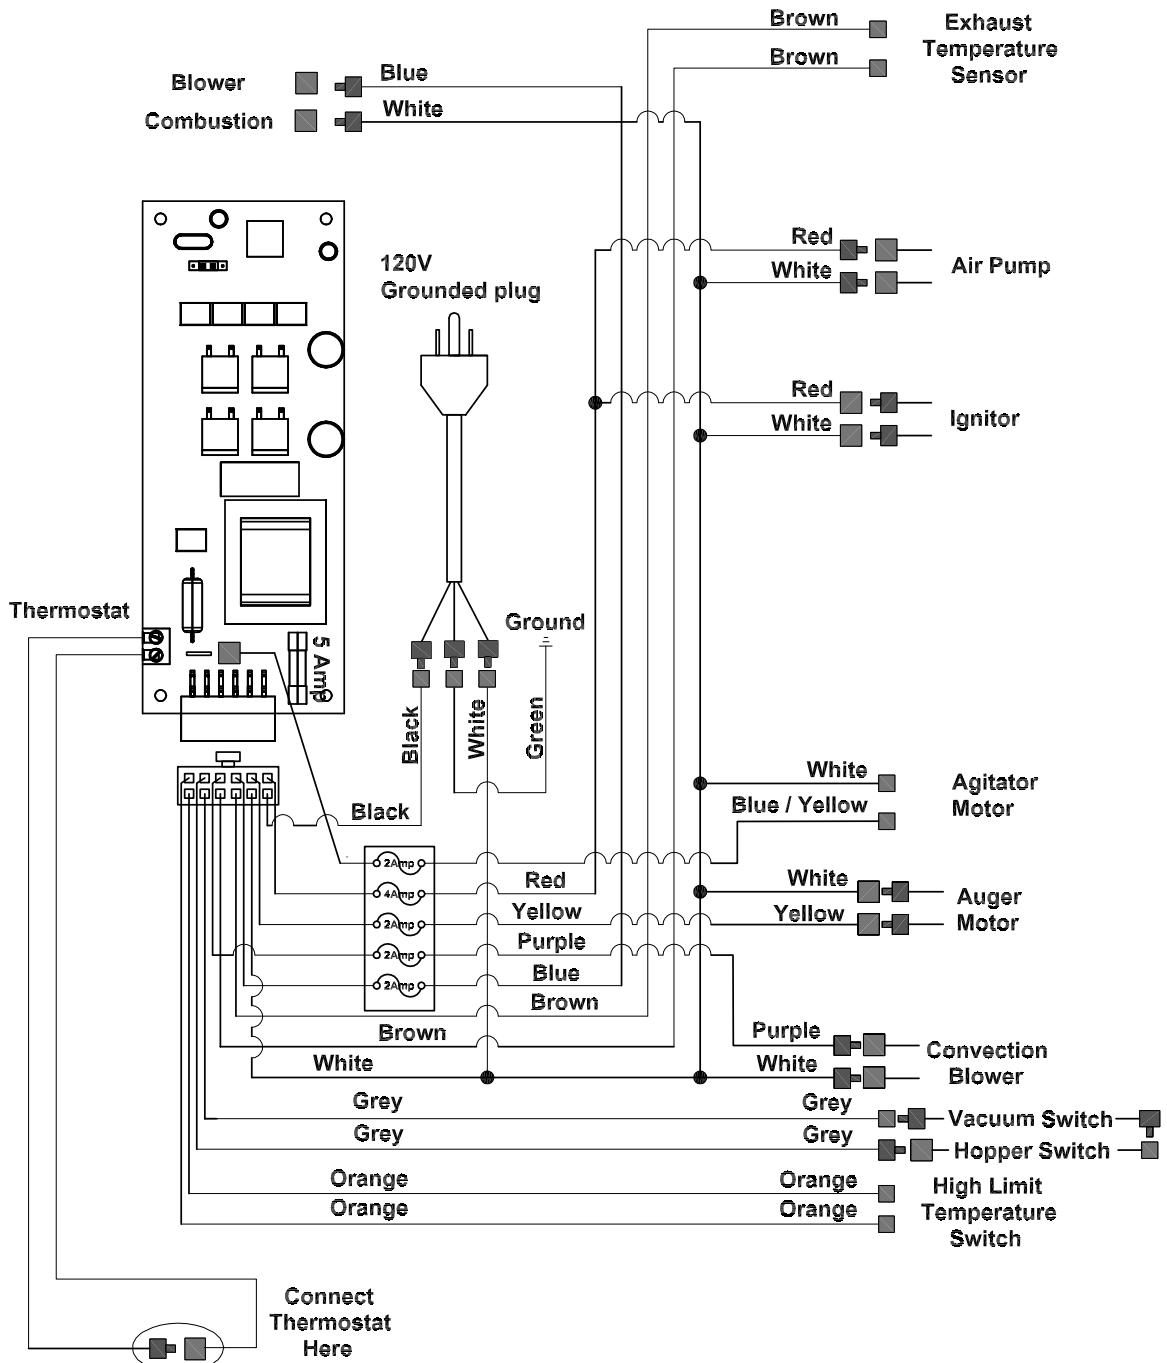 Brown
Exhaust
Temperature
Sensor
Brown
Blower
Blue
Combustion
White
120V
Grounded plug
Red
White
Air Pump
Red
White
Ignitor
Thermostat
5 Amp
Ground
Black
White
Green
Black
White
Blue / Yellow
Agitator
Motor
2Amp
4Amp
2Amp
2Amp
2Amp
Red
Yellow
Purple
Blue
Brown
Brown
White
White
Yellow
Auger
Motor
Purple
White
Convection
Blower
Grey
Grey
Vacuum Switch
Grey
Grey
Hopper Switch
Orange
Orange
Orange
Orange
High Limit
Temperature
Switch
Connect
Thermostat
Here